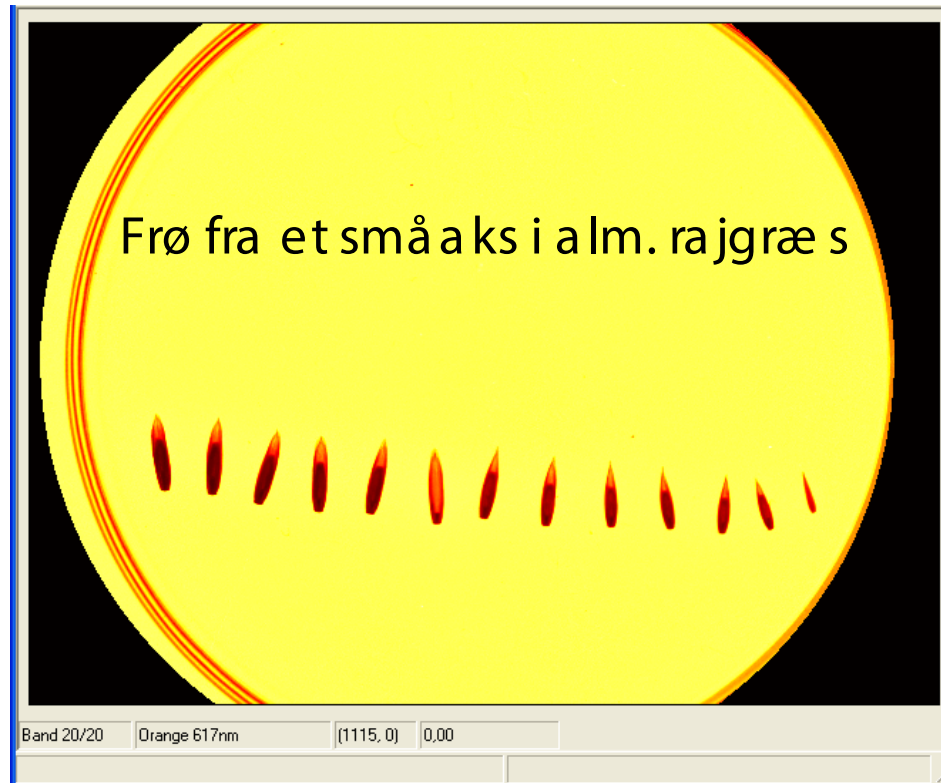 Frø fra et småaks i alm. rajgræs
Band 20/20 Orange 617nm (1115, 0) 0,00